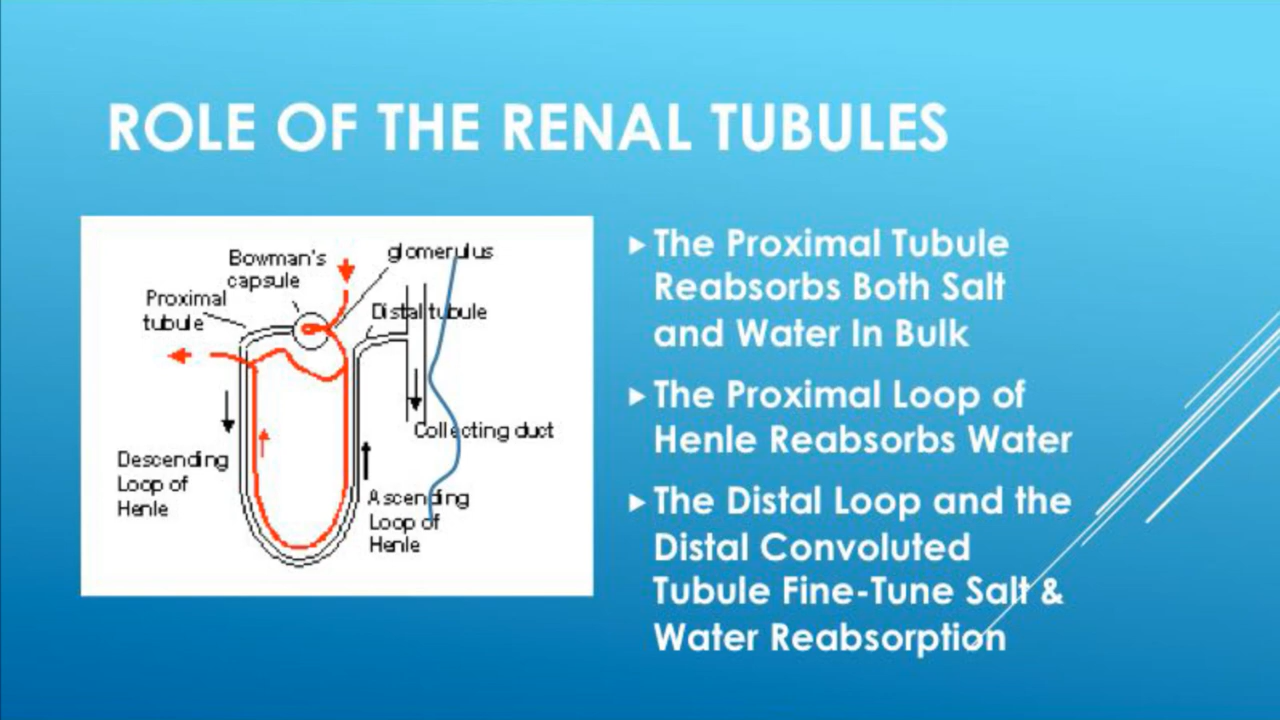 ROLE OF THE RENAL TUBULES
Bowman's
capsule
glomerulus
Proximal
tubule
Distal tubule
Collecting duct
Descending
Loop of
Henle
Ascending
Loop of
Henle
The Proximal Tubule
Reabsorbs Both Salt
and Water In Bulk
The Proximal Loop of
Henle Reabsorbs Water
The Distal Loop and the
Distal Convoluted
Tubule Fine-Tune Salt &
Water Reabsorption